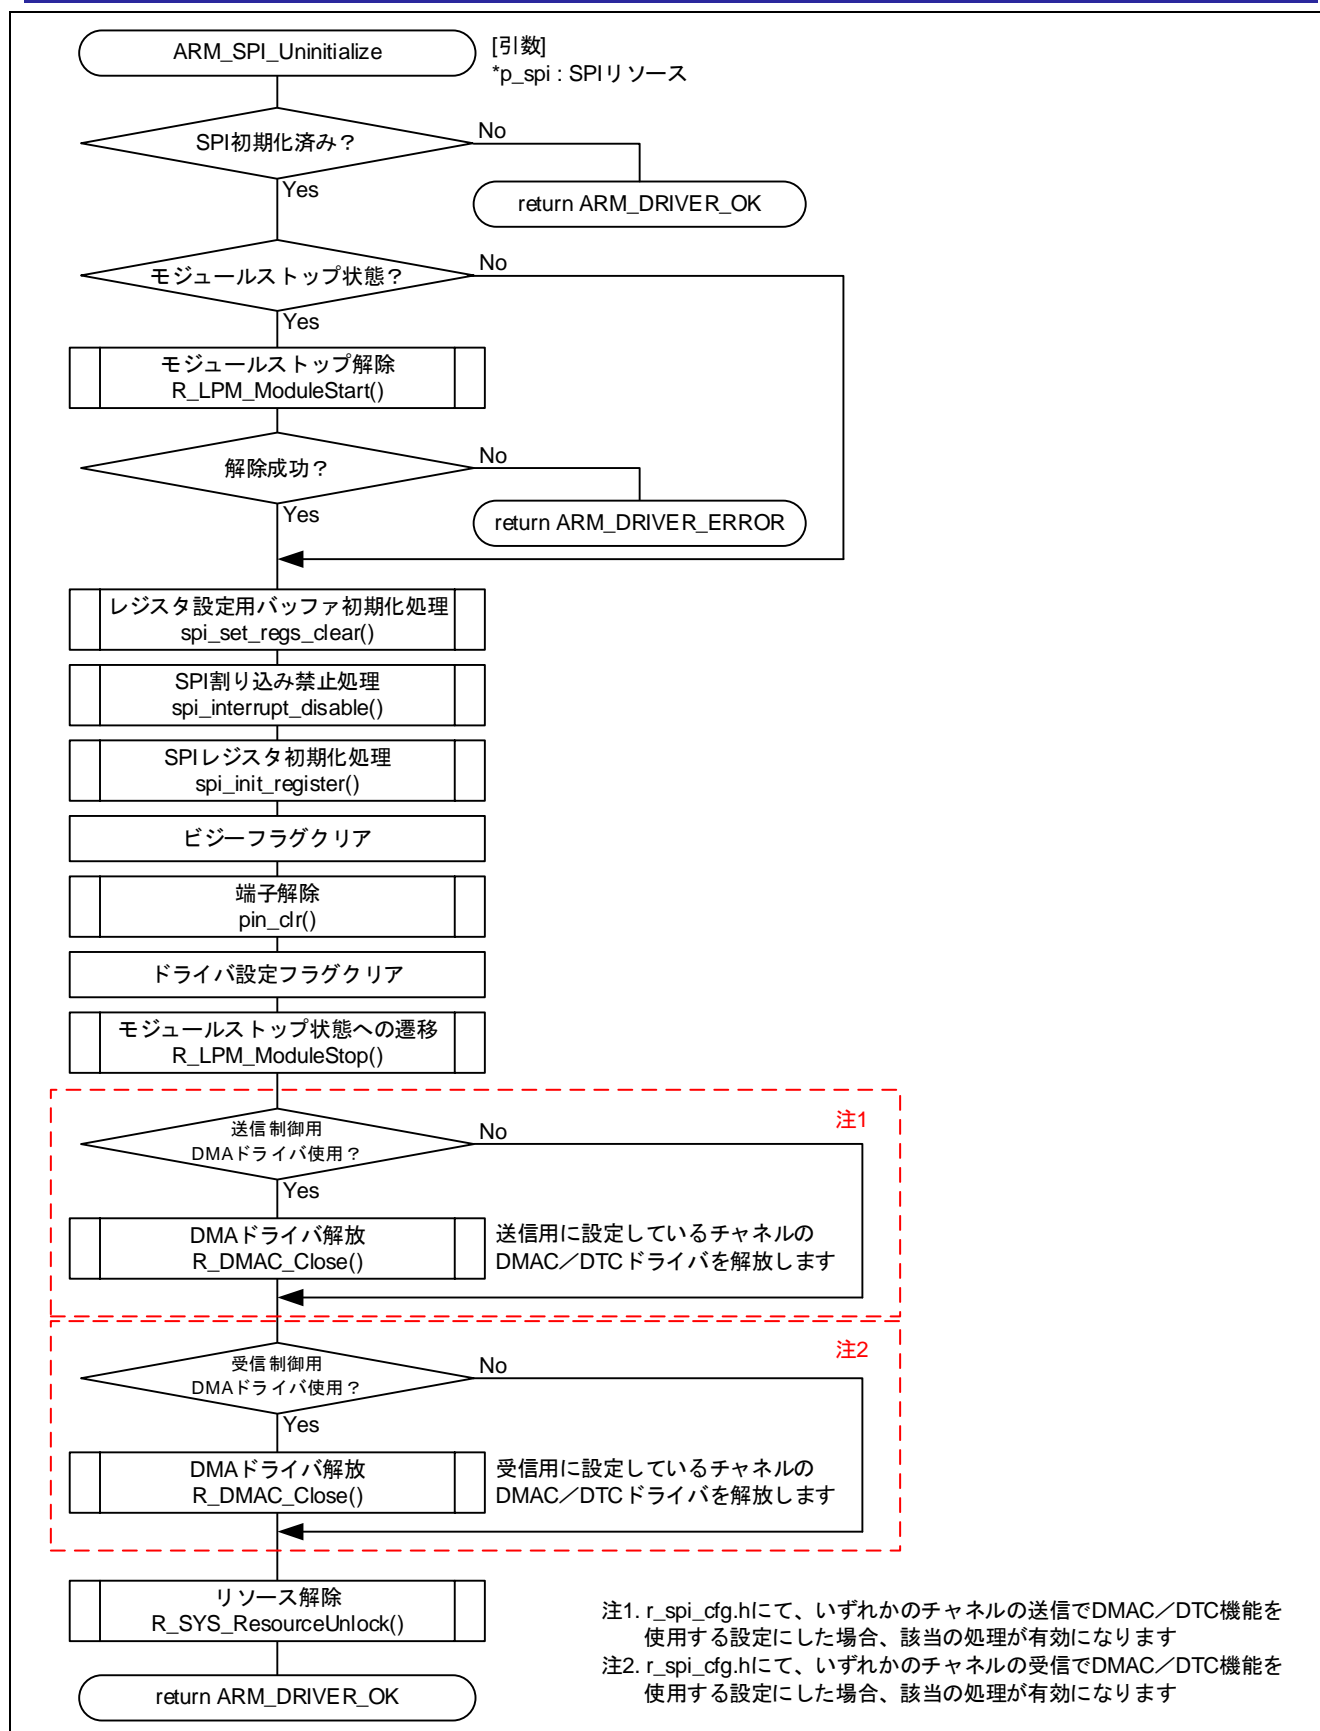 ARM_SPI_Uninitialize
[引数]
*p_spi : SPIリソース
SPI初期化済み？
No
Yes
return ARM_DRIVER_OK
モジュールストップ状態？
No
Yes
モジュールストップ解除
R_LPM_ModuleStart()
解除成功？
No
Yes
return ARM_DRIVER_ERROR
レジスタ設定用バッファ初期化処理
spi_set_regs_clear()
SPI割り込み禁止処理
spi_interrupt_disable()
SPIレジスタ初期化処理
spi_init_register()
ビジーフラグクリア
端子解除
pin_clr()
ドライバ設定フラグクリア
モジュールストップ状態への遷移
R_LPM_ModuleStop()
注1
送信制御用
DMAドライバ使用？
No
Yes
DMAドライバ解放
R_DMAC_Close()
送信用に設定しているチャネルの
DMAC／DTCドライバを解放します
注2
受信制御用
DMAドライバ使用？
No
Yes
DMAドライバ解放
R_DMAC_Close()
受信用に設定しているチャネルの
DMAC／DTCドライバを解放します
リソース解除
R_SYS_ResourceUnlock()
return ARM_DRIVER_OK
注1. r_spi_cfg.hにて、いずれかのチャネルの送信でDMAC／DTC機能を
使用する設定にした場合、該当の処理が有効になります
注2. r_spi_cfg.hにて、いずれかのチャネルの受信でDMAC／DTC機能を
使用する設定にした場合、該当の処理が有効になります